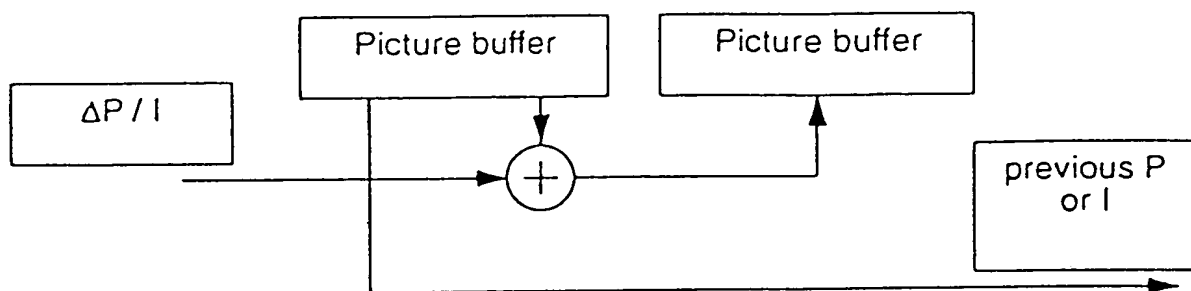 Picture buffer
Picture buffer
ΔP / I
+
previous P
or I